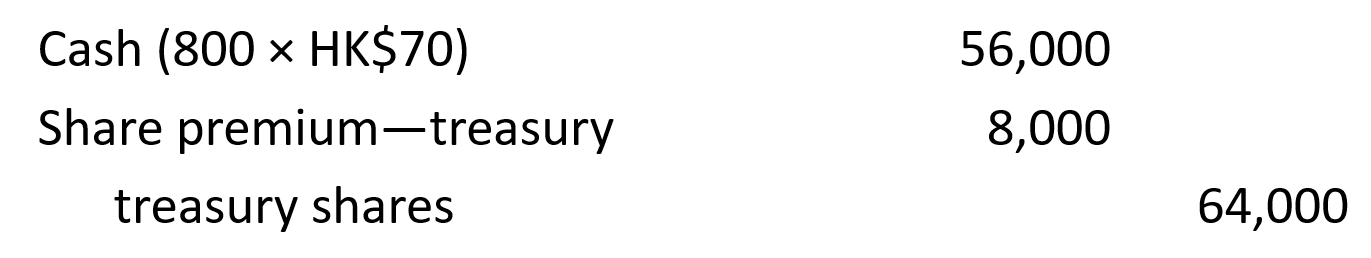 Cash (800 × HK$70) 56,000
Share premium—treasury 8,000
treasury shares 64,000